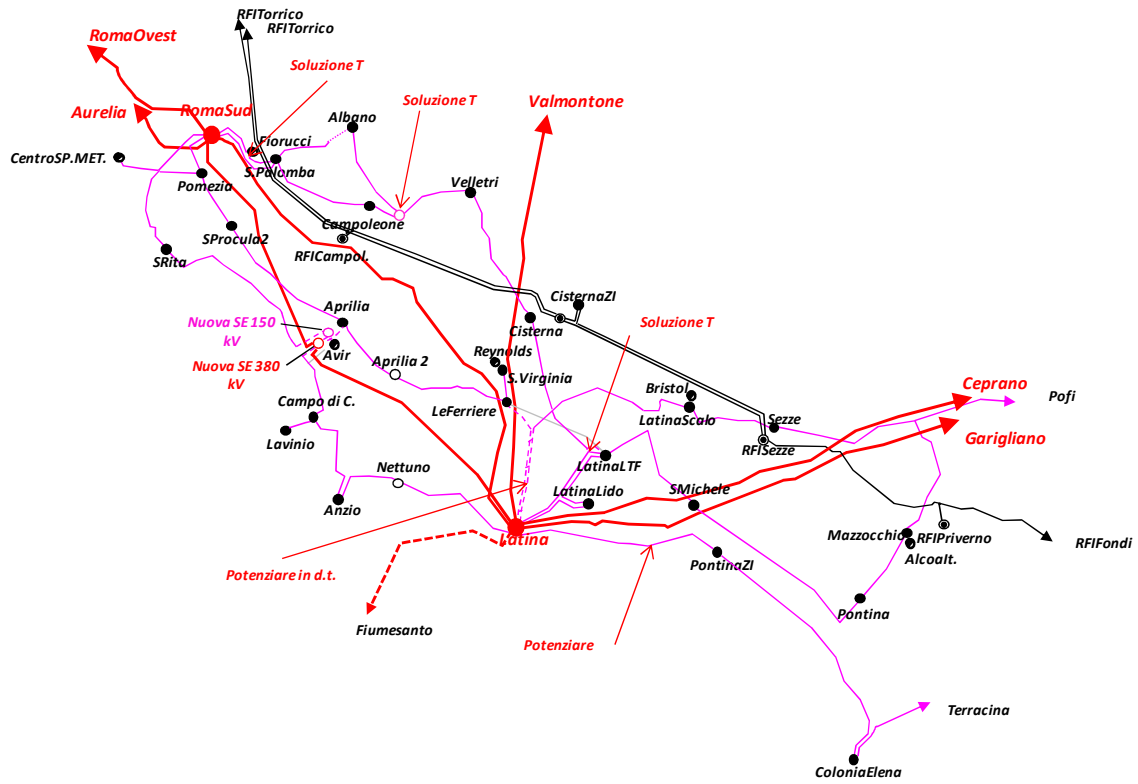 RFITorrico
RFITorrico
RomaOvest
Soluzione T
Aurelia
RomaSud
Soluzione T
Valmontone
Albano
Fiorucci
CentroSP.MET.
S.Palomba
Pomezia
Velletri
Campoleone
SProcula2
RFICampol.
SRita
CisternaZI
Aprilia
Nuova SE 150
kV
Cisterna
Soluzione T
Avir
Reynolds
Aprilia 2
Nuova SE 380
kV
S.Virginia
Bristol
Ceprano
Pofi
Campo di C.
LeFerriere
LatinaScalo
Sezze
Garigliano
Lavinio
RFISezze
LatinaLTF
Nettuno
LatinaLido
SMichele
Anzio
Latina
Mazzocchio
RFIPriverno
RFIFondi
AlcoaIt.
PontinaZI
Potenziare in d.t.
Pontina
Fiumesanto
Potenziare
Terracina
ColoniaElena